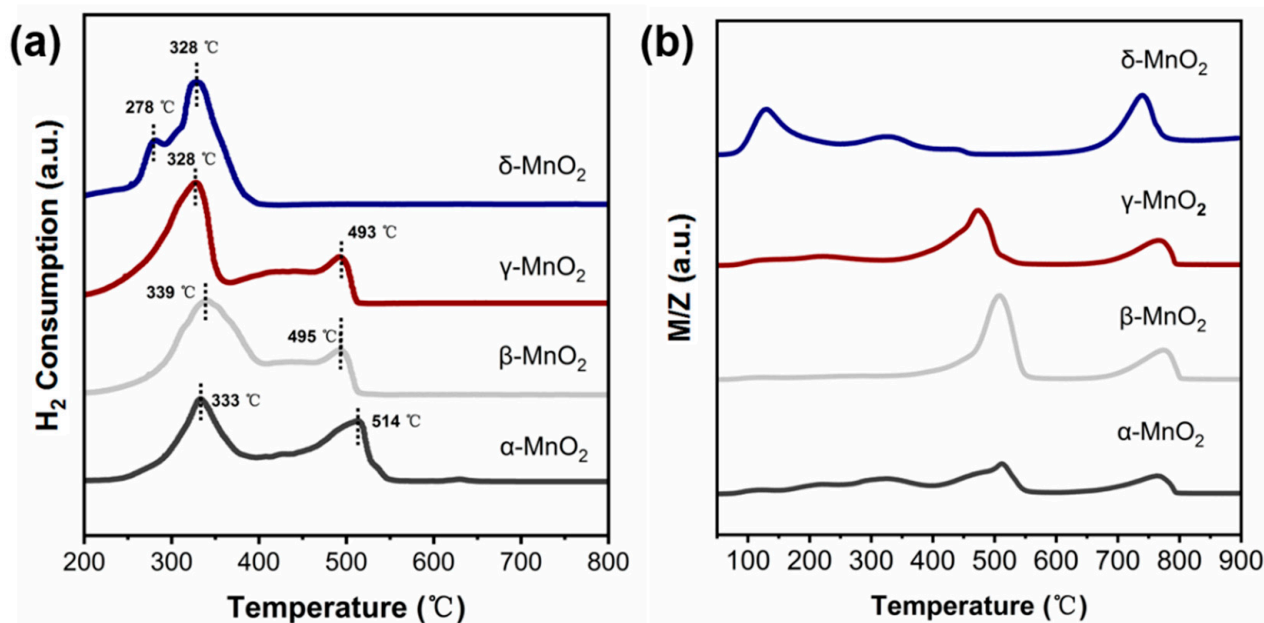 (a)
328 ℃
278 ℃
δ-MnO₂
328 ℃
493 ℃
γ-MnO₂
339 ℃
495 ℃
β-MnO₂
333 ℃
514 ℃
α-MnO₂
H₂ Consumption (a.u.)
200 300 400 500 600 700 800
Temperature (℃)
(b)
δ-MnO₂
γ-MnO₂
β-MnO₂
α-MnO₂
M/Z (a.u.)
100 200 300 400 500 600 700 800 900
Temperature (℃)